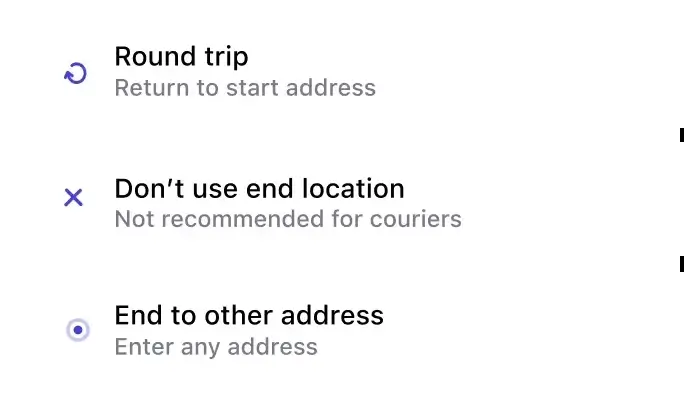 Round trip
Return to start address
Don’t use end location
Not recommended for couriers
End to other address
Enter any address